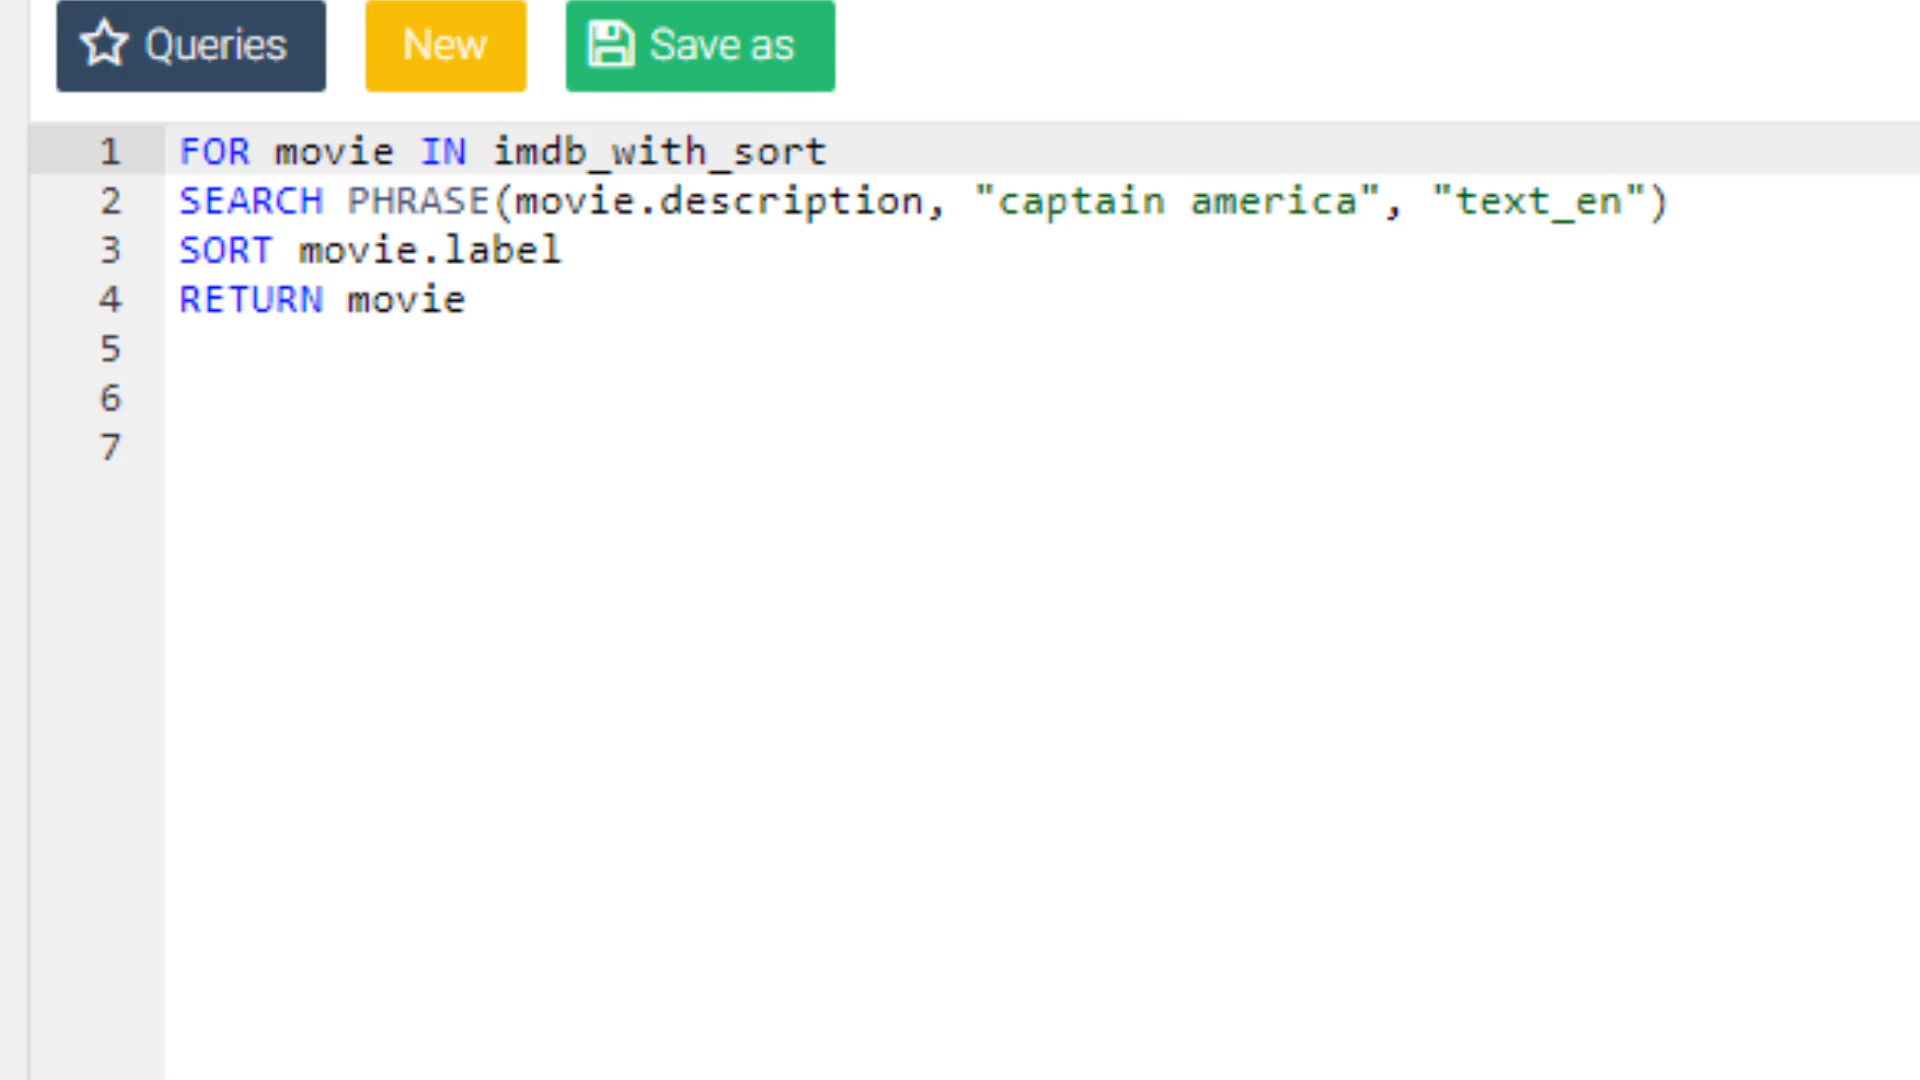 Queries New Save as
1 FOR movie IN imdb_with_sort
2 SEARCH PHRASE(movie.description, "captain america", "text_en")
3 SORT movie.label
4 RETURN movie
5
6
7